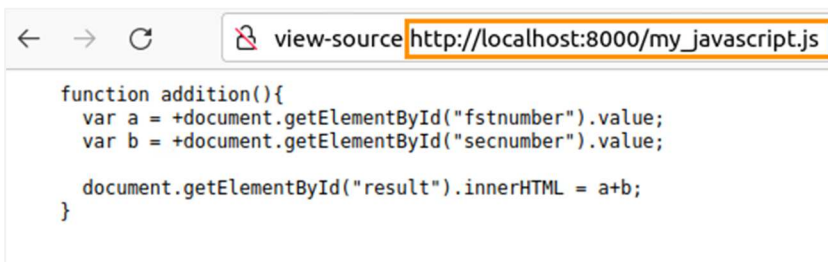 view-source:http://localhost:8000/my_javascript.js
function addition(){
  var a = +document.getElementById("fstnumber").value;
  var b = +document.getElementById("secnumber").value;

  document.getElementById("result").innerHTML = a+b;
}